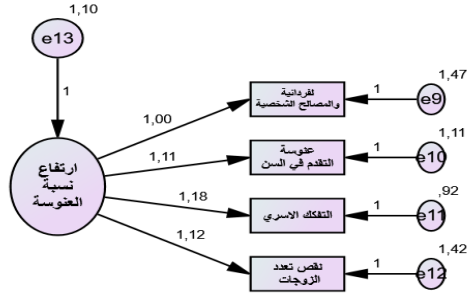 1,10
e13
1
1,47
لفردانية
والمصالح الشخصية
1
e9
1,00
1,11
عنوسة
التقدم في السن
1
e10
1,11
ارتفاع
نسبة
العنوسة
,92
التفكك الاسري
1
e11
1,18
1,42
نقص تعدد
الزوجات
1
e12
1,12